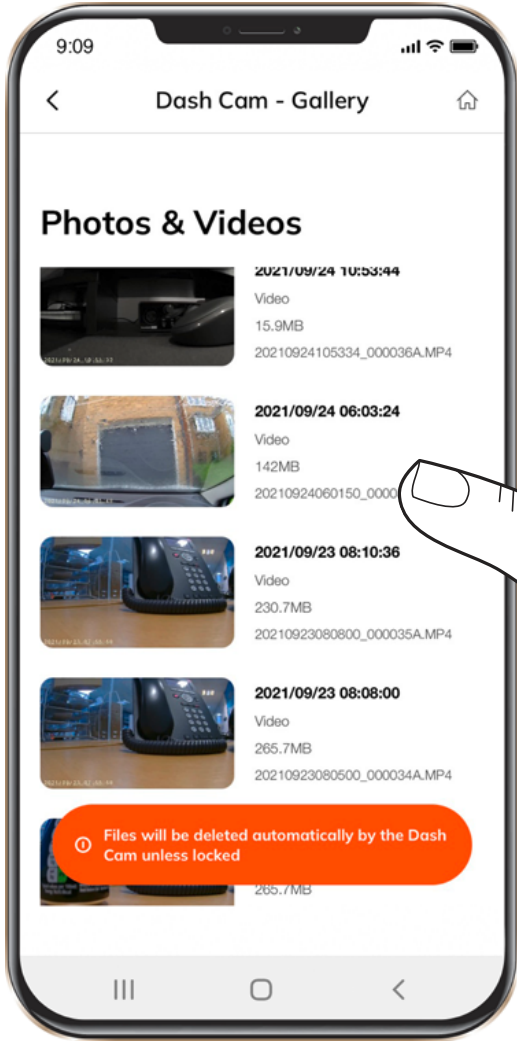 9:09
Dash Cam - Gallery
Photos & Videos
2021/09/24 10:53:44
Video
15.9MB
20210924105334_000036A.MP4
2021/09/24 06:03:24
Video
142MB
20210924060150_0000
2021/09/23 08:10:36
Video
230.7MB
20210923080800_000035A.MP4
2021/09/23 08:08:00
Video
265.7MB
20210923080500_000034A.MP4
Files will be deleted automatically by the Dash
Cam unless locked
265.7MB